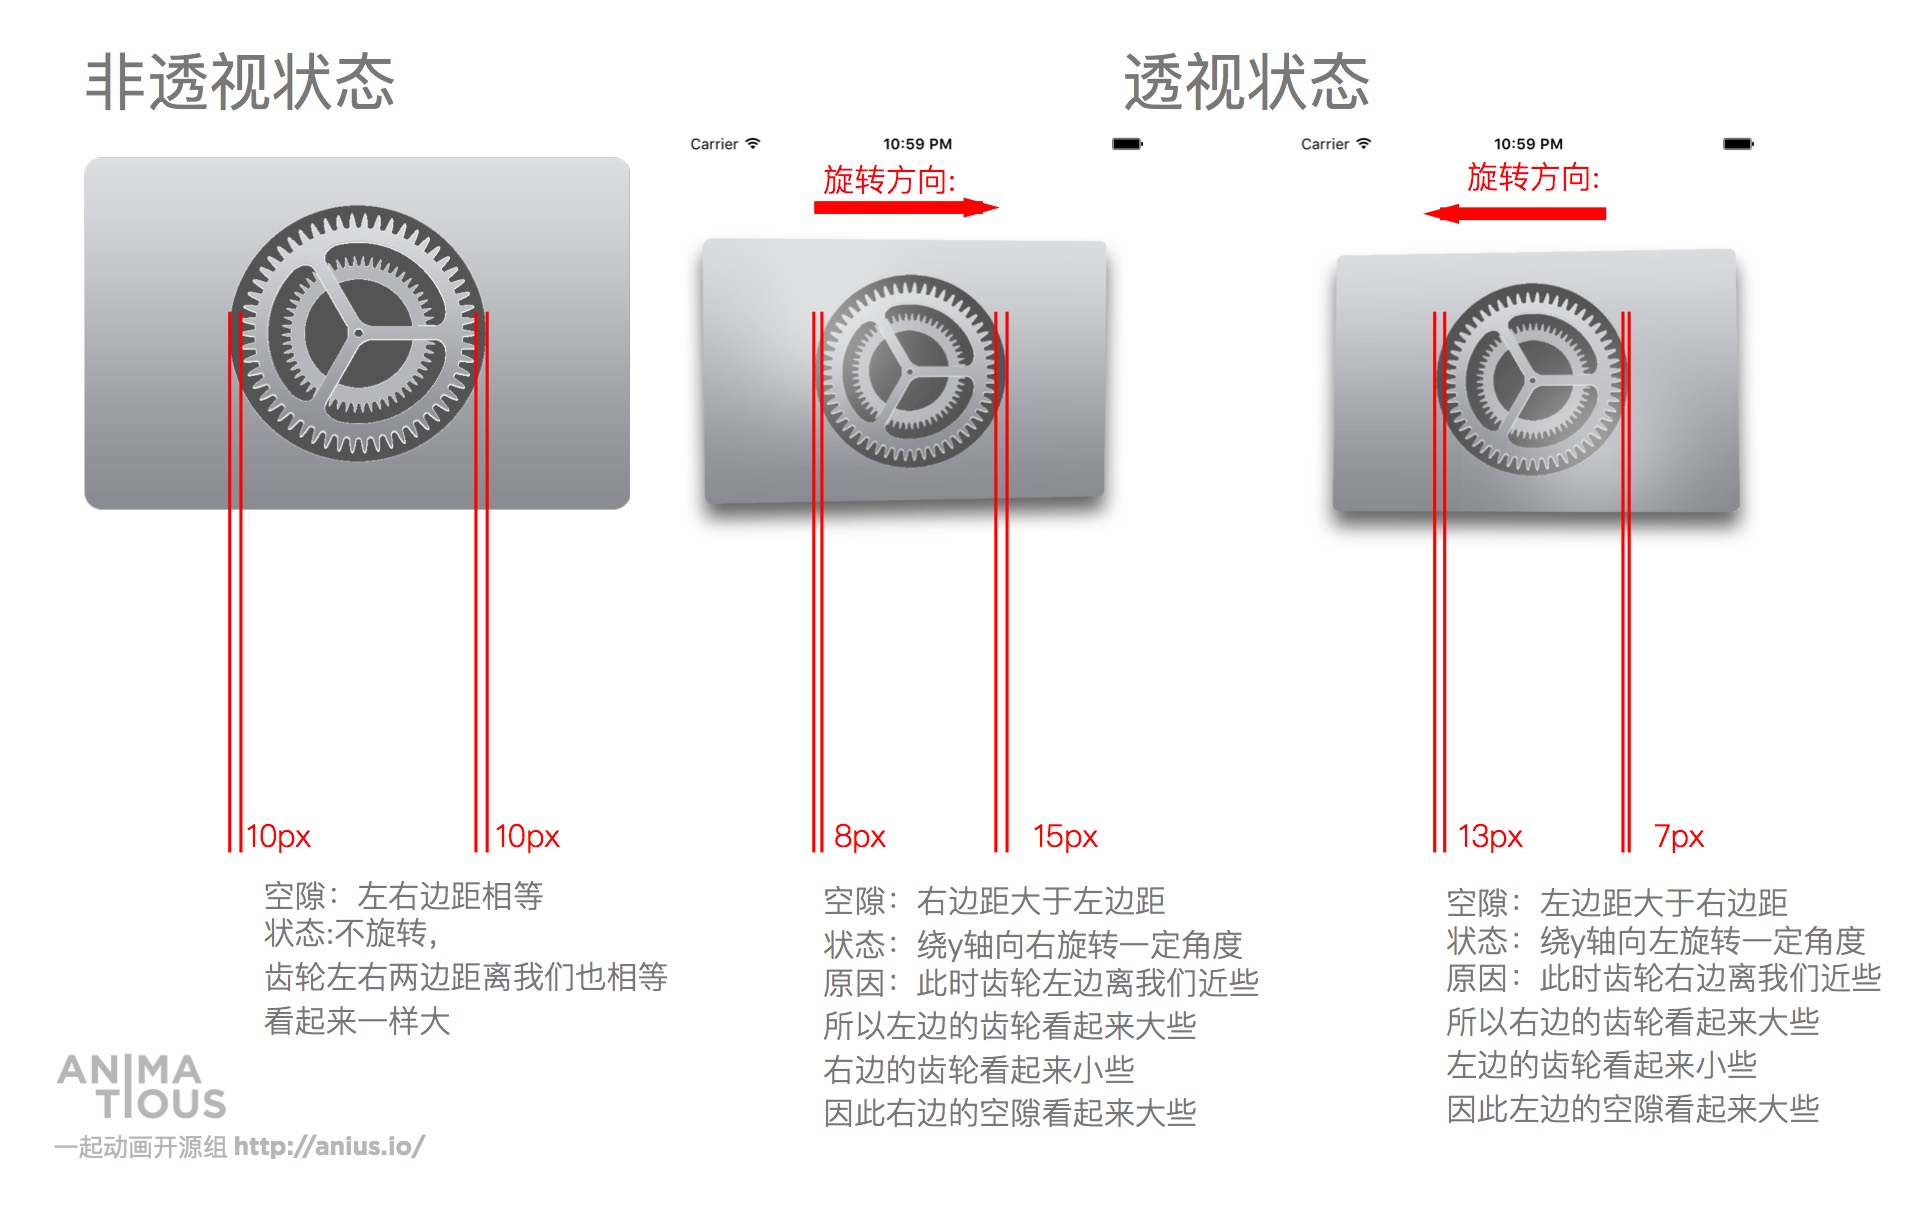 非透视状态
透视状态
Carrier
10:59 PM
Carrier
10:59 PM
旋转方向:
旋转方向:
10px
10px
8px
15px
13px
7px
空隙：左右边距相等
状态:不旋转，
齿轮左右两边距离我们也相等
看起来一样大
空隙：右边距大于左边距
状态：绕y轴向右旋转一定角度
原因：此时齿轮左边离我们近些
所以左边的齿轮看起来大些
右边的齿轮看起来小些
因此右边的空隙看起来大些
空隙：左边距大于右边距
状态：绕y轴向左旋转一定角度
原因：此时齿轮右边离我们近些
所以右边的齿轮看起来大些
左边的齿轮看起来小些
因此左边的空隙看起来大些
ANIMA
TIOUS
一起动画开源组 http://anius.io/